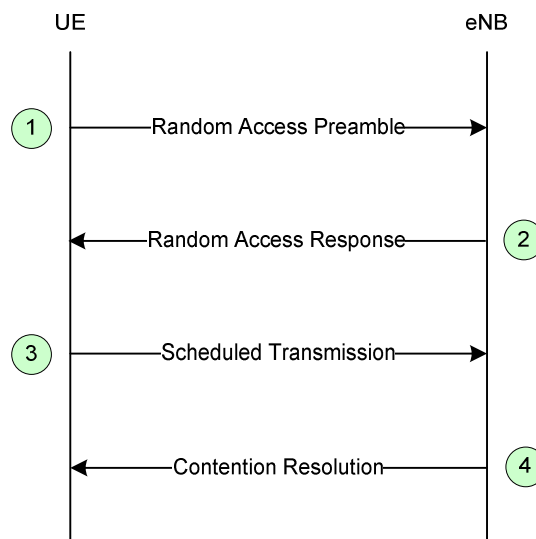 UE eNB
1 Random Access Preamble
Random Access Response 2
3 Scheduled Transmission
Contention Resolution 4